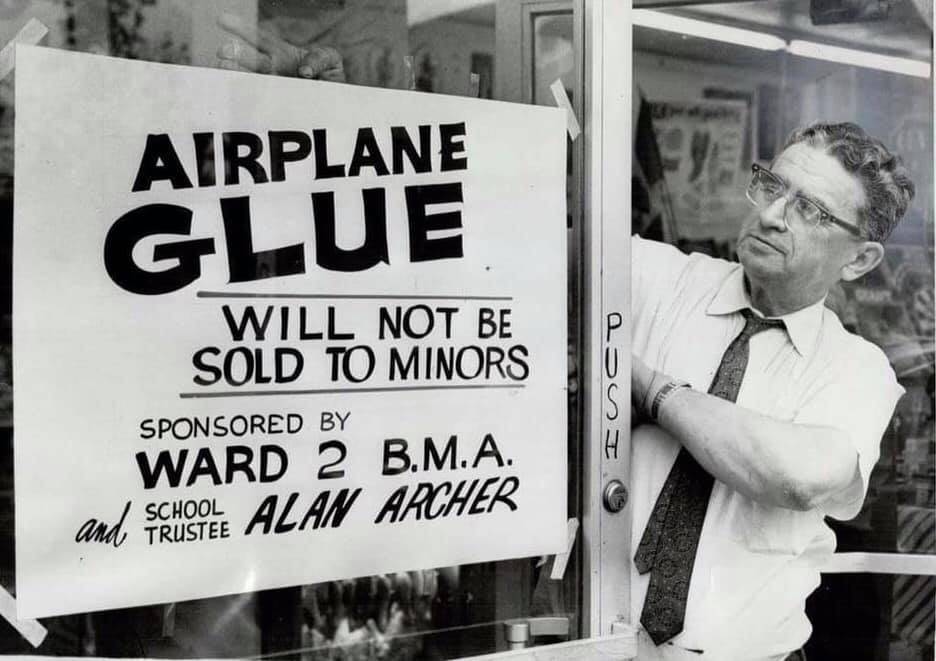 AIRPLANE
GLUE
WILL NOT BE
SOLD TO MINORS
SPONSORED BY
WARD 2 B.M.A.
and SCHOOL TRUSTEE ALAN ARCHER
PUSH